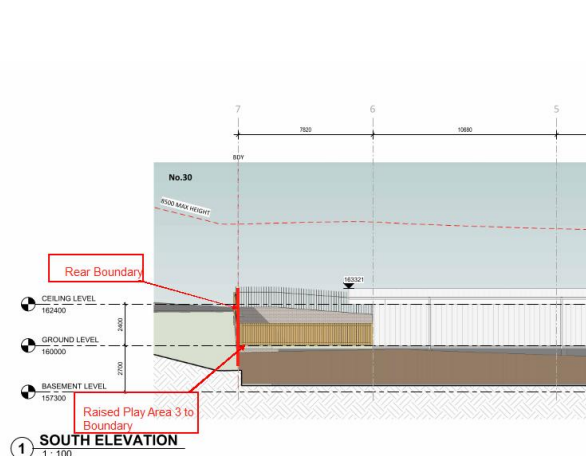 7
6
5
7820
10680
BDY
No.30
8500 MAX HEIGHT
Rear Boundary
163321
CEILING LEVEL
162400
2400
GROUND LEVEL
160000
2700
BASEMENT LEVEL
157300
Raised Play Area 3 to
Boundary
1
SOUTH ELEVATION
1 : 100